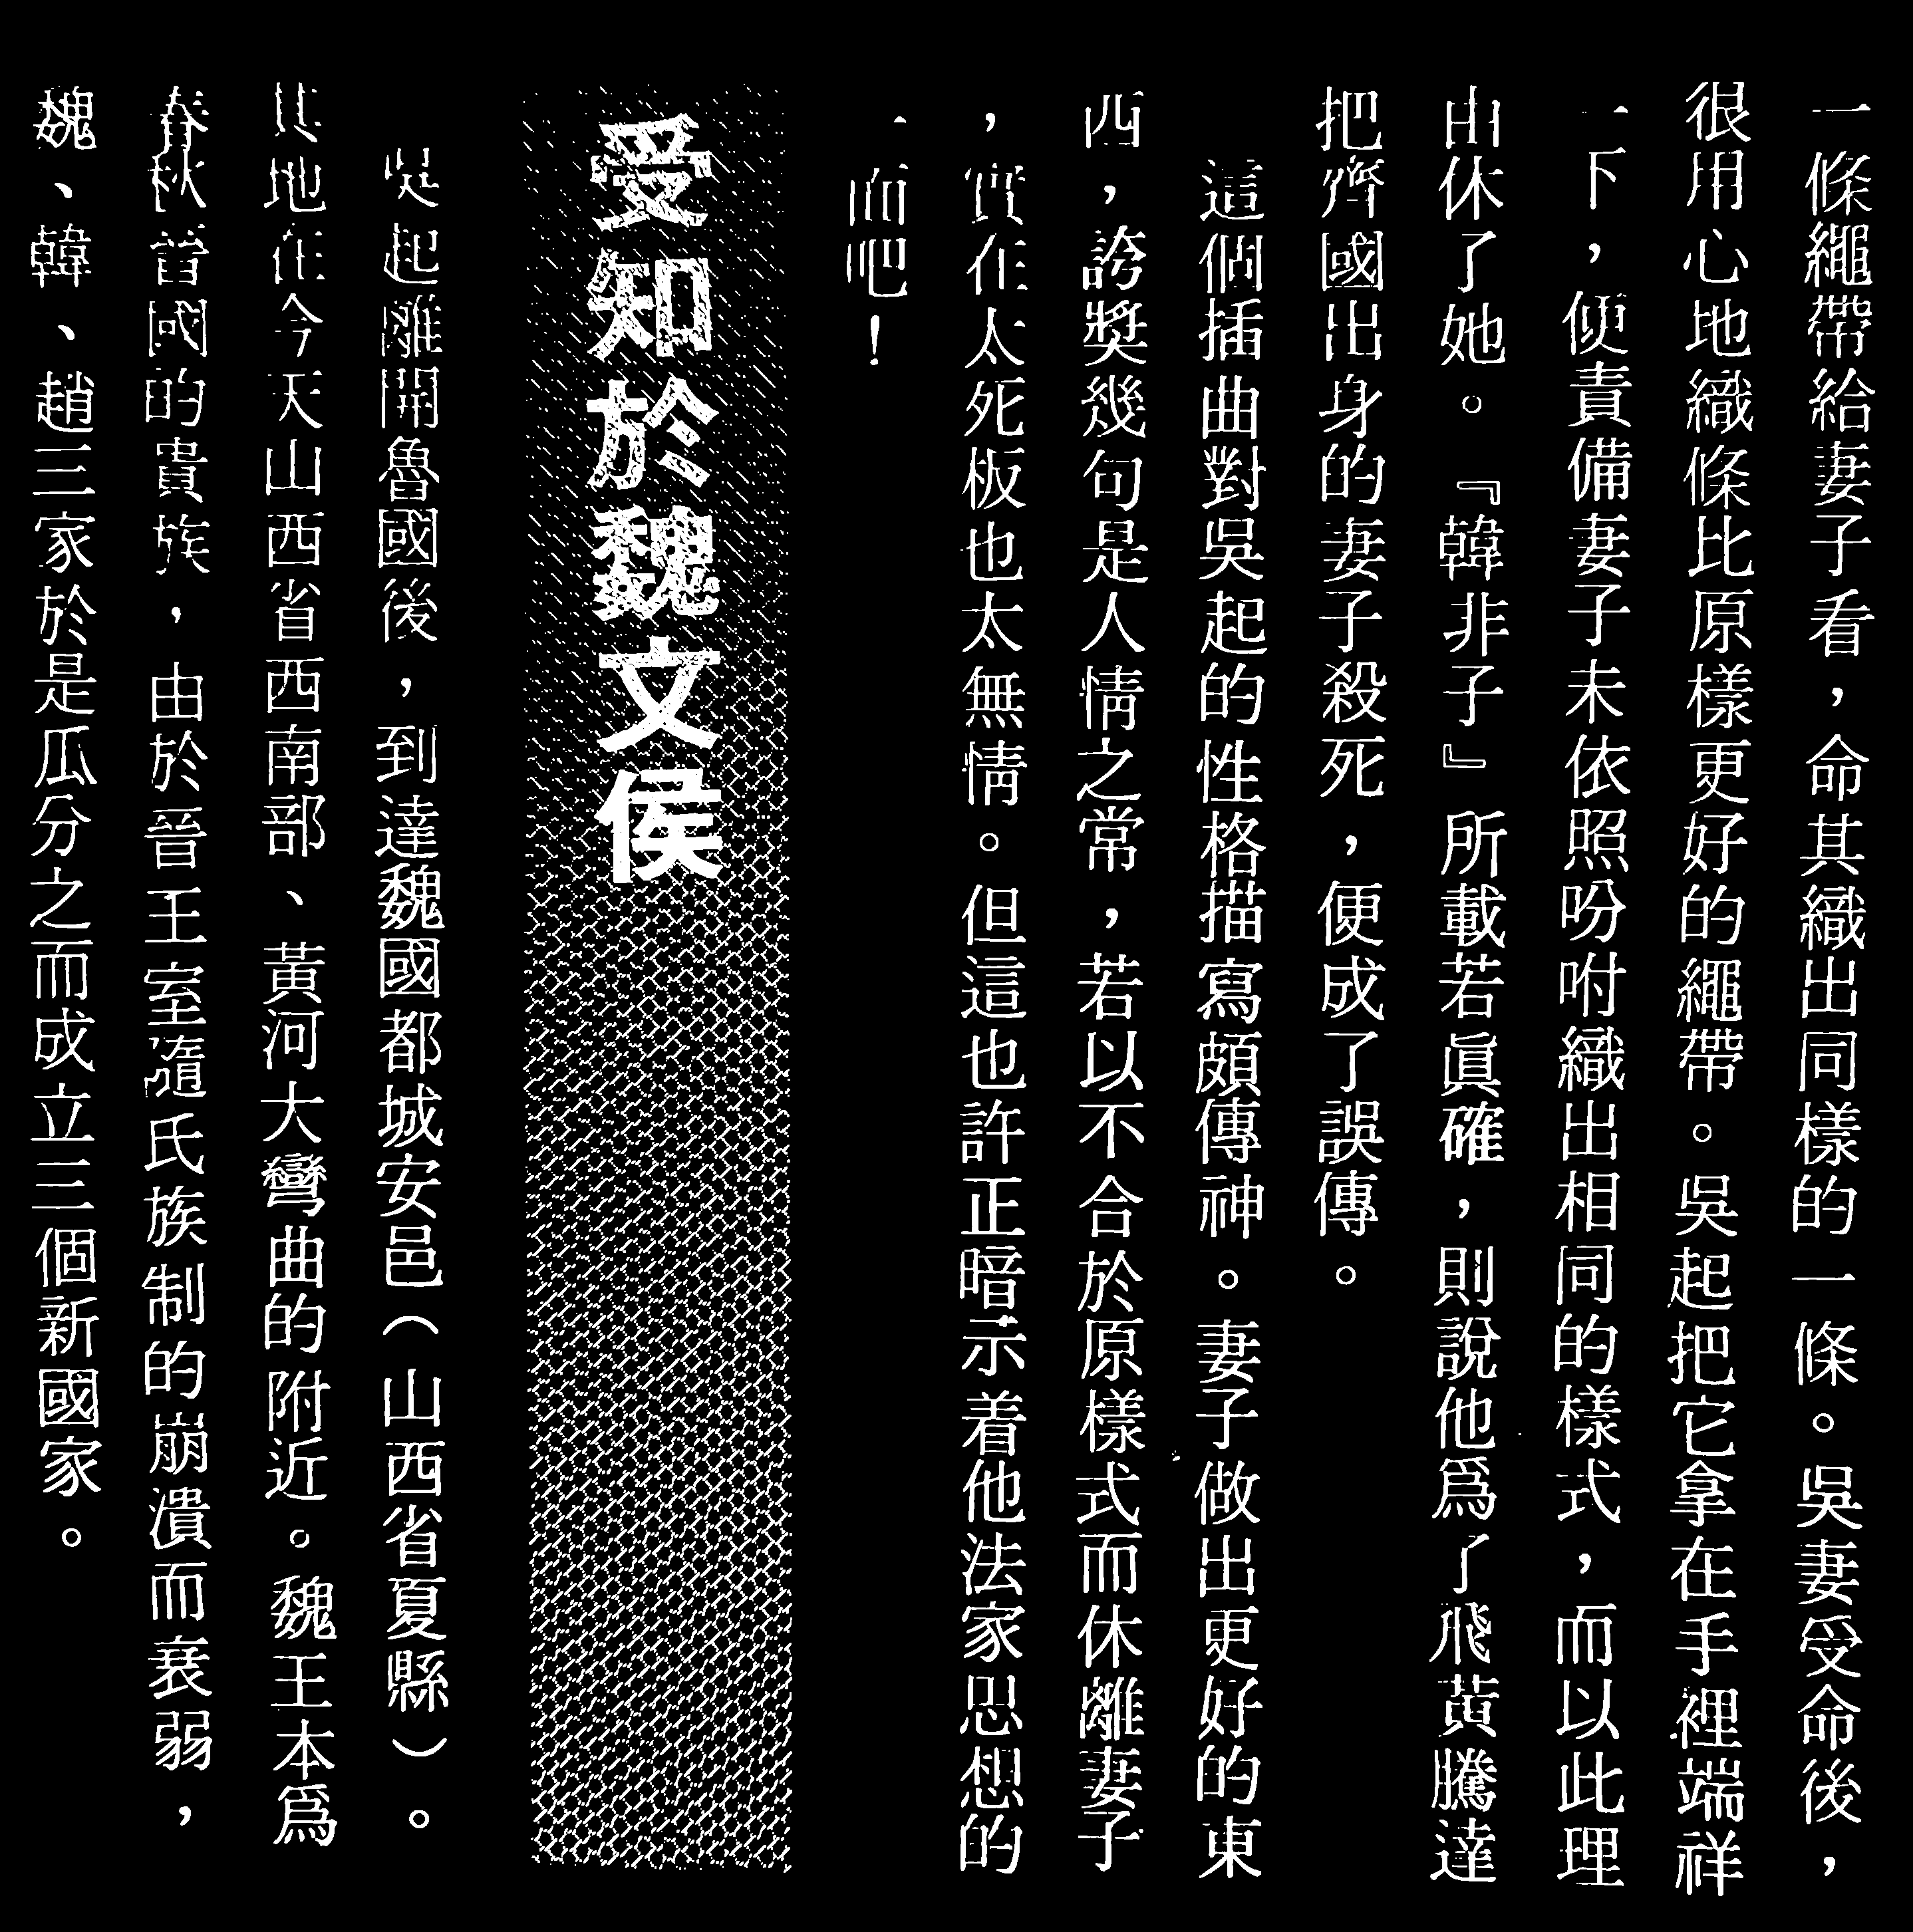 一條繩帶給妻子看，命其織出同樣的一條。吳妻受命後，
很用心地織條比原樣更好的繩帶。吳起把它拿在手裡端祥
一下，便責備妻子未依照吩咐織出相同的樣式，而以此理
由休了她。『韓非子』所載若眞確，則說他爲了飛黃騰達
把齊國出身的妻子殺死，便成了誤傳。
這個插曲對吳起的性格描寫頗傳神。妻子做出更好的東
西，誇獎幾句是人情之常，若以不合於原樣式而休離妻子
，實在太死板也太無情。但這也許正暗示着他法家思想的
一面吧！
受知於魏文侯
吳起離開魯國後，到達魏國都城安邑（山西省夏縣）。
其地在今天山西省西南部、黃河大彎曲的附近。魏王本爲
春秋晉國的貴族，由於晉王室隨氏族制的崩潰而衰弱，
魏、韓、趙三家於是瓜分之而成立三個新國家。